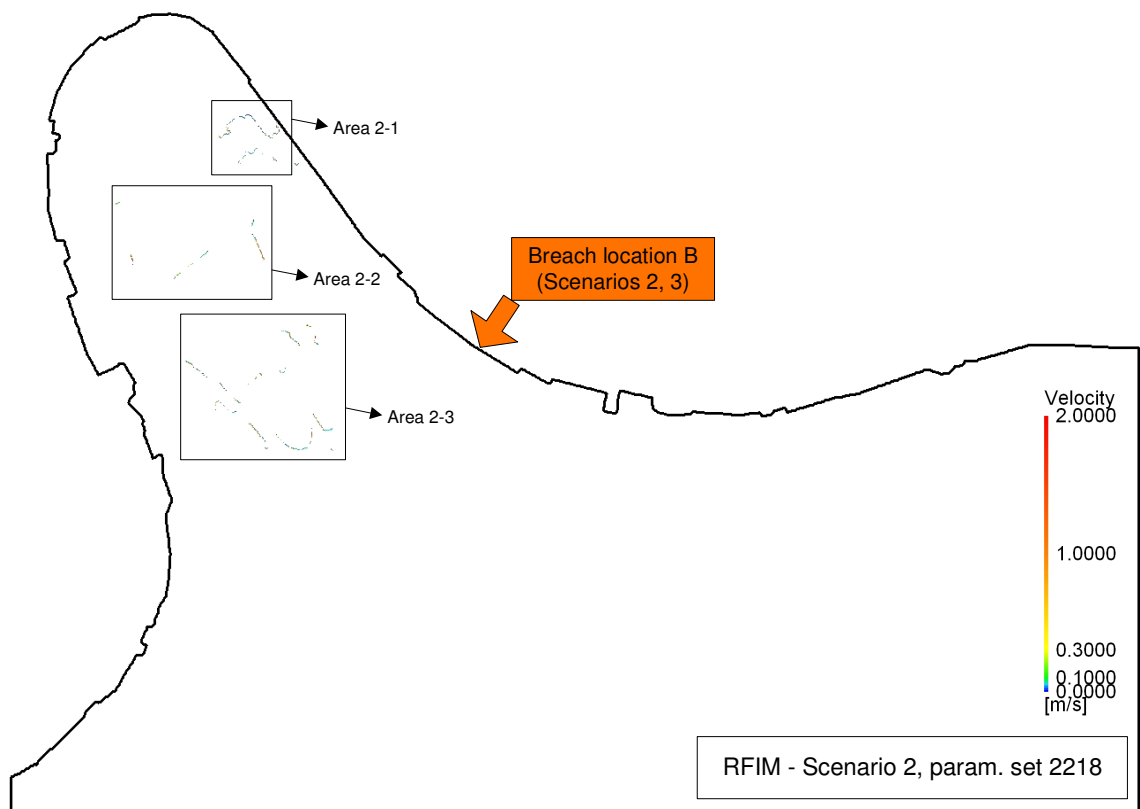 Area 2-1
Breach location B
(Scenarios 2, 3)
Area 2-2
Area 2-3
Velocity
2.0000
1.0000
0.3000
0.1000
0.0000
[m/s]
RFIM - Scenario 2, param. set 2218